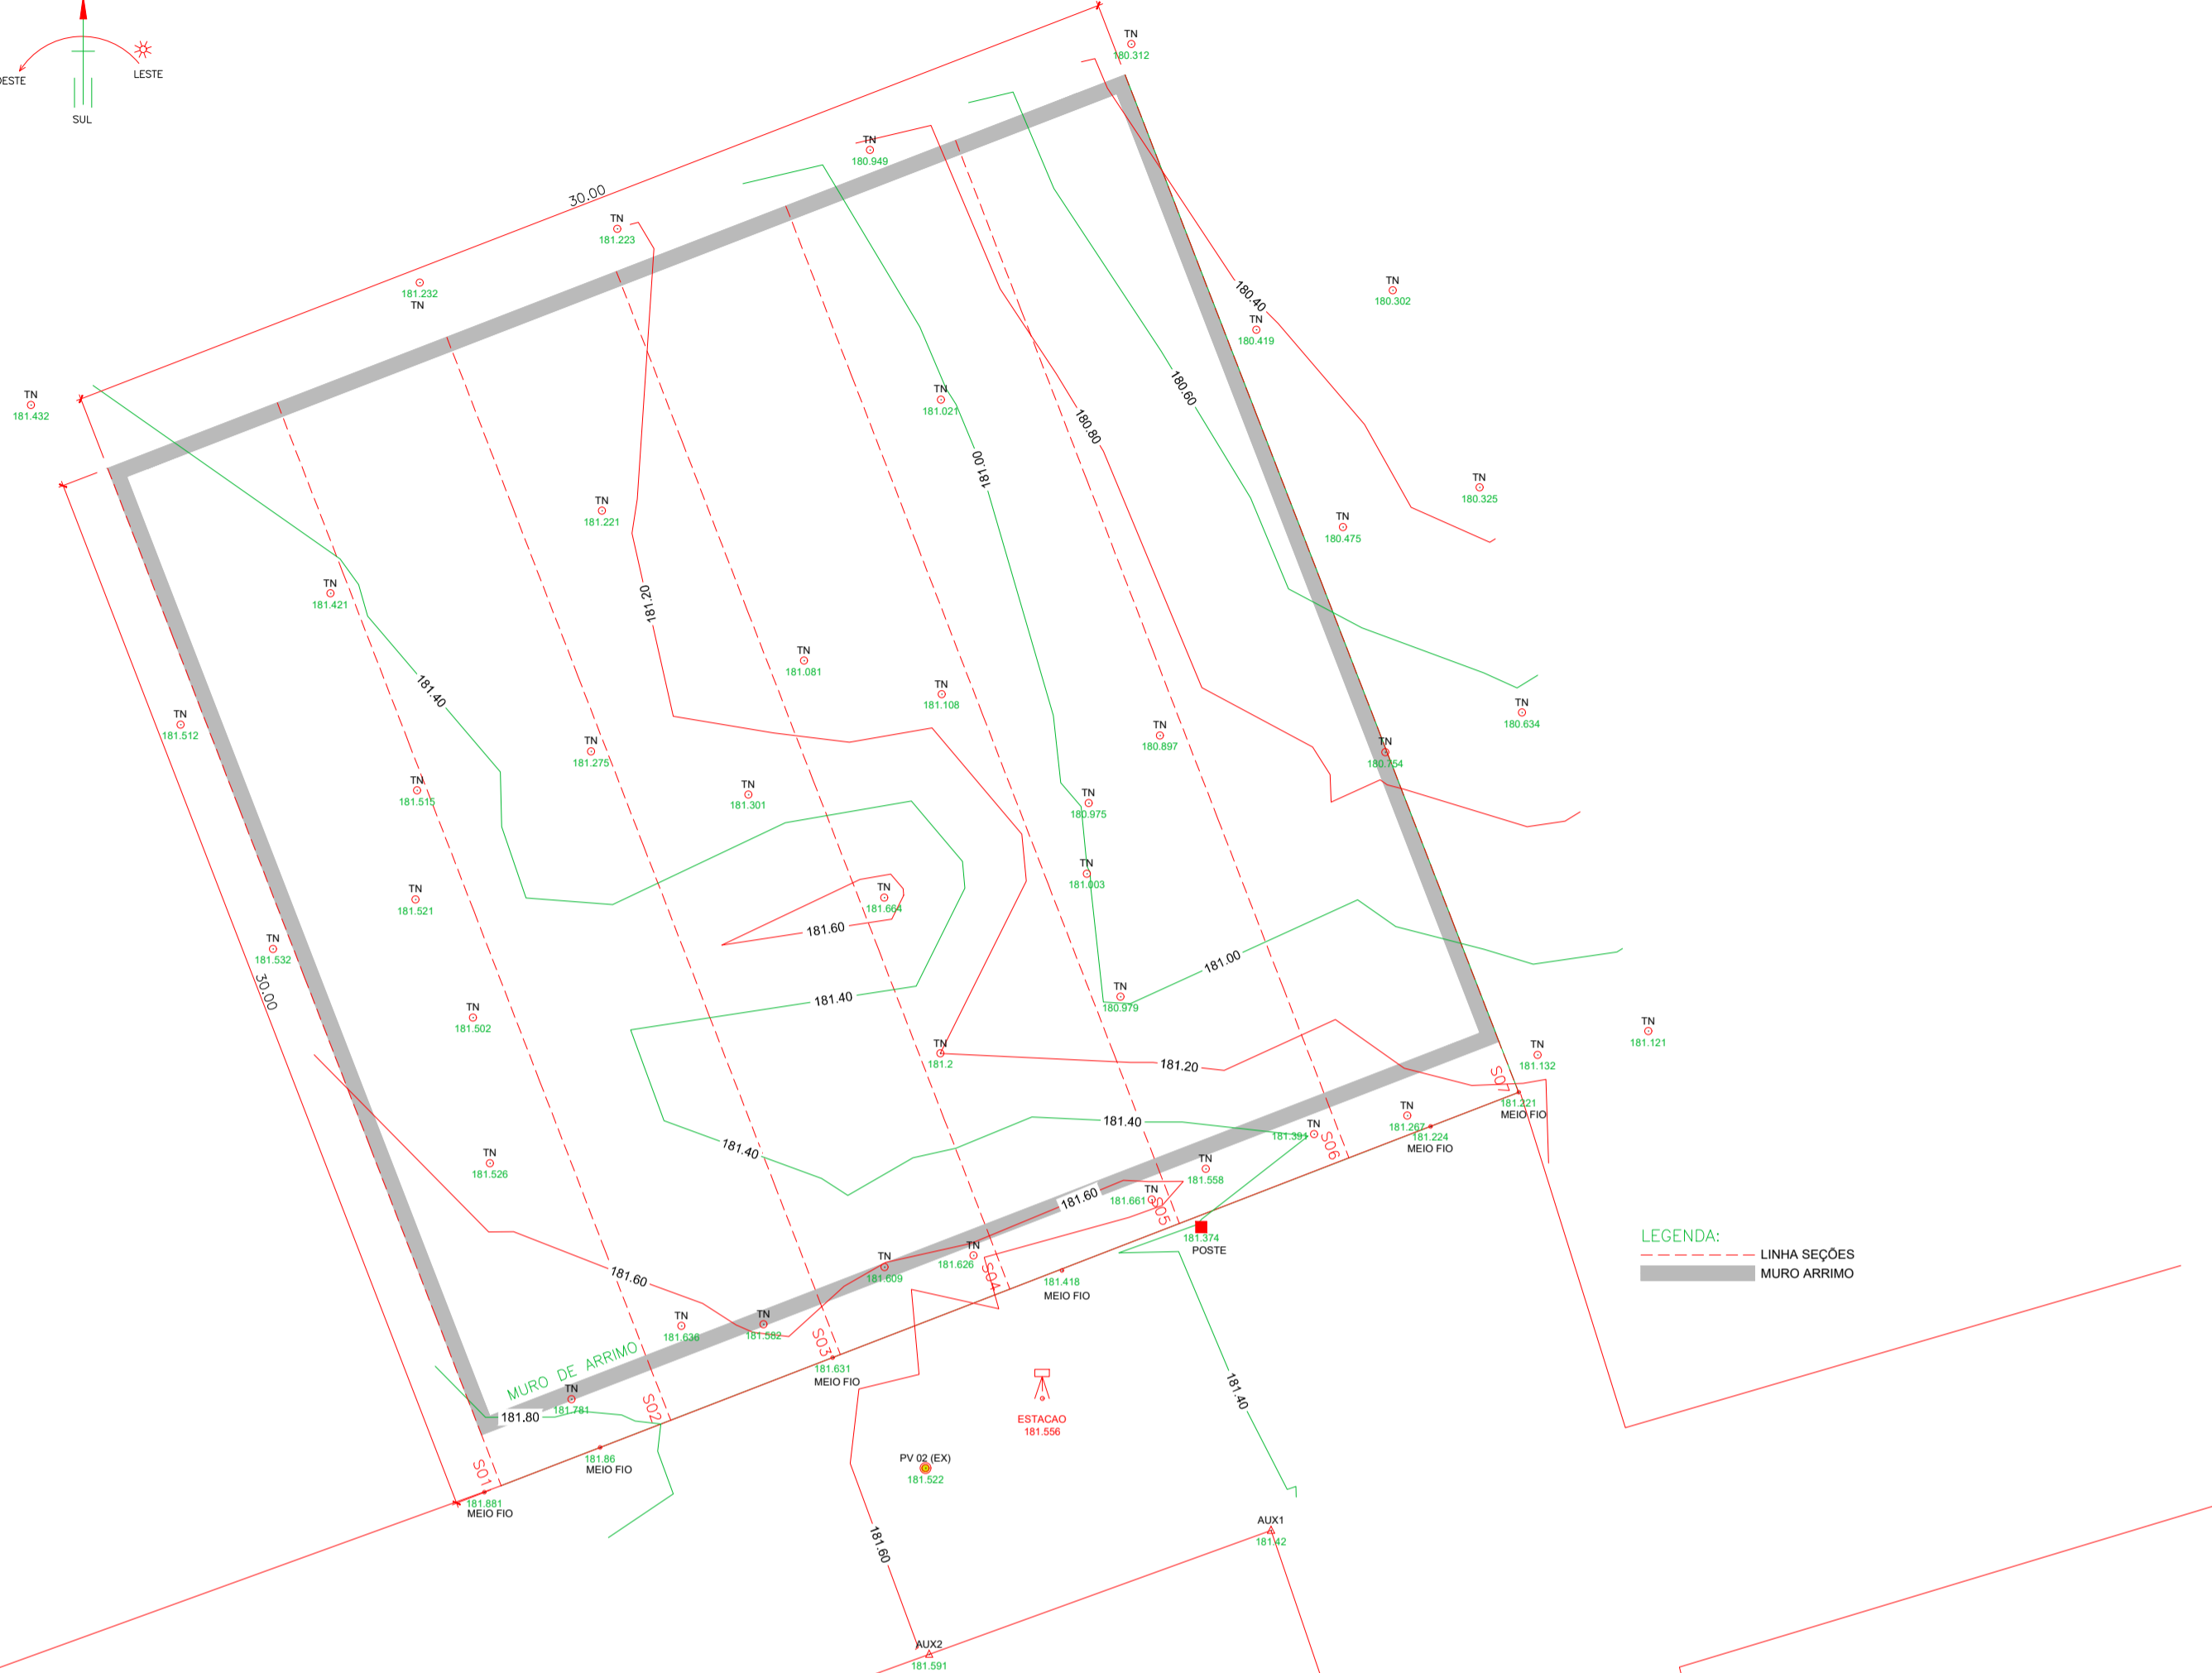 TN
180.312
LESTE
SUL
TN
180.949
30.00
TN
181.223
181.232
TN
180.40
TN
180.302
TN
180.419
TN
181.432
TN
181.021
180.60
180.80
181.00
TN
180.325
TN
181.221
TN
180.475
TN
181.421
181.20
TN
181.081
181.40
TN
181.108
TN
180.634
TN
181.512
TN
180.897
TN
180.754
TN
181.275
TN
181.515
TN
181.301
TN
180.975
TN
181.003
TN
181.521
TN
181.664
181.60
TN
181.532
30.00
181.00
181.40
TN
180.979
TN
181.502
TN
181.121
TN
181.2
181.20
TN
181.132
S07
181.221
MEIO FIO
TN
181.267
181.224
MEIO FIO
181.40
TN
181.391
S06
181.40
TN
181.526
TN
181.558
TN
181.661
181.60
S05
181.374
POSTE
LEGENDA:
LINHA SEÇÕES
MURO ARRIMO
TN
181.626
TN
181.609
181.60
S04
181.418
MEIO FIO
TN
181.636
TN
181.582
S03
181.631
MEIO FIO
MURO DE ARRIMO
TN
181.781
181.80
S02
181.40
ESTACAO
181.556
S01
181.86
MEIO FIO
PV 02 (EX)
181.522
181.881
MEIO FIO
181.60
AUX1
181.42
AUX2
181.591